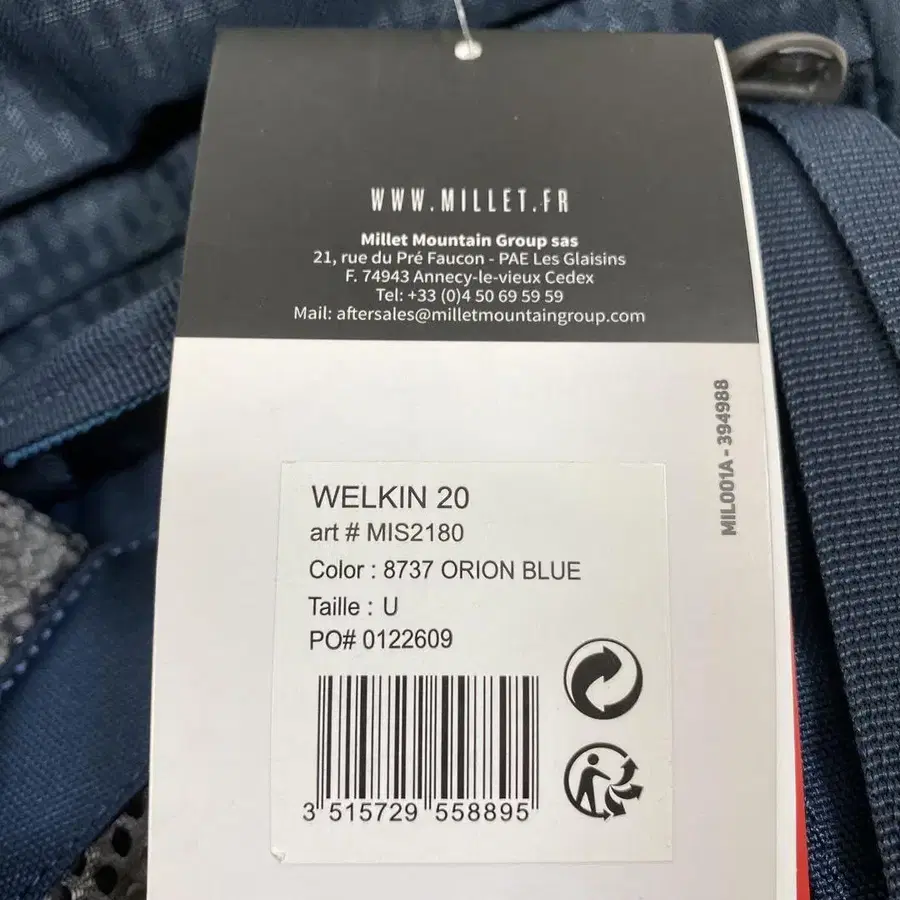 WWW.MILLET.FR
Millet Mountain Group sas
21, rue du Pré Faucon - PAE Les Glaisins
F. 74943 Annecy-le-vieux Cedex
Tel: +33 (0)4 50 69 59 59
Mail: aftersales@milletmountaingroup.com
MIL001A - 394988
WELKIN 20
art # MIS2180
Color : 8737 ORION BLUE
Taille : U
PO# 0122609
3 515729 558895